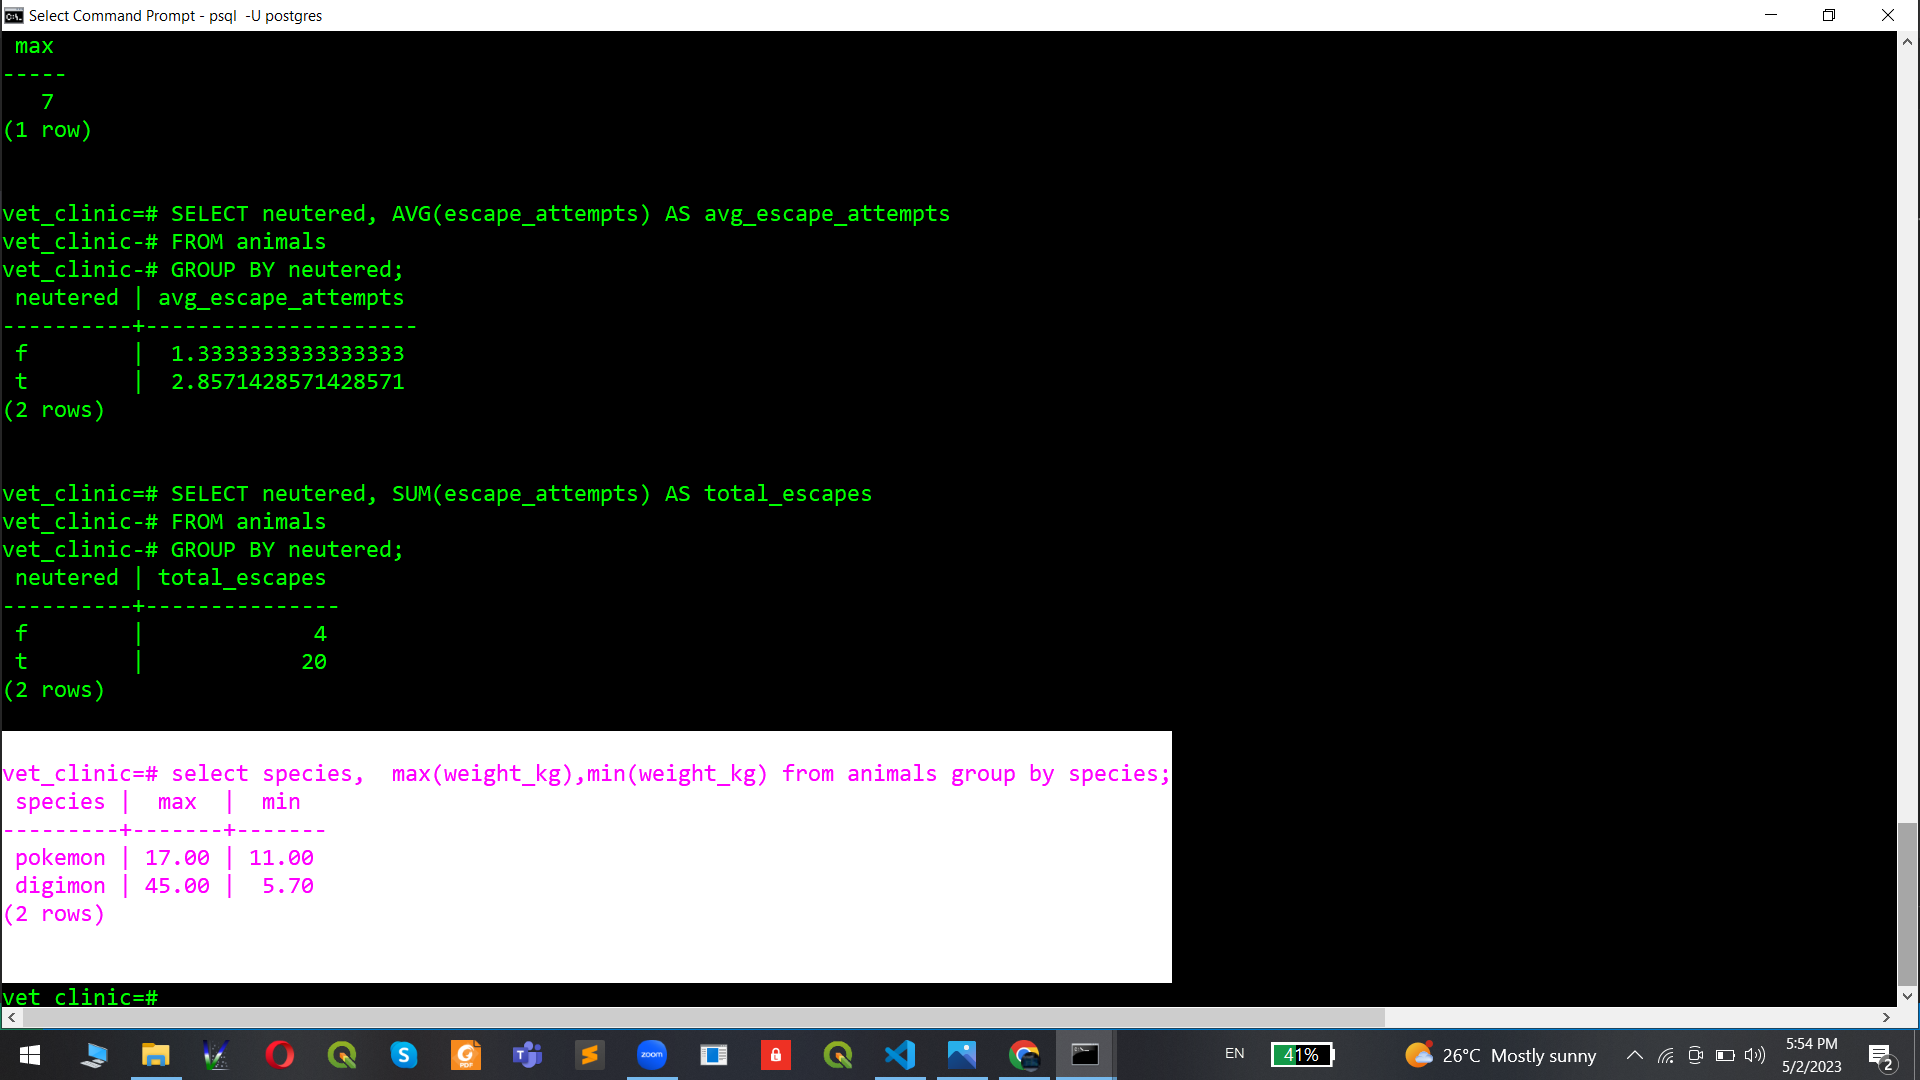 Select Command Prompt - psql  -U postgres
 max
-----
   7
(1 row)
vet_clinic=# SELECT neutered, AVG(escape_attempts) AS avg_escape_attempts
vet_clinic-# FROM animals
vet_clinic-# GROUP BY neutered;
 neutered | avg_escape_attempts
----------+---------------------
 f        |  1.3333333333333333
 t        |  2.8571428571428571
(2 rows)
vet_clinic=# SELECT neutered, SUM(escape_attempts) AS total_escapes
vet_clinic-# FROM animals
vet_clinic-# GROUP BY neutered;
 neutered | total_escapes
----------+---------------
 f        |             4
 t        |            20
(2 rows)
vet_clinic=# select species,  max(weight_kg),min(weight_kg) from animals group by species;
 species |  max  |  min
---------+-------+-------
 pokemon | 17.00 | 11.00
 digimon | 45.00 |  5.70
(2 rows)
vet_clinic=#
zoom
EN
41%
26°C Mostly sunny
5:54 PM
5/2/2023
2